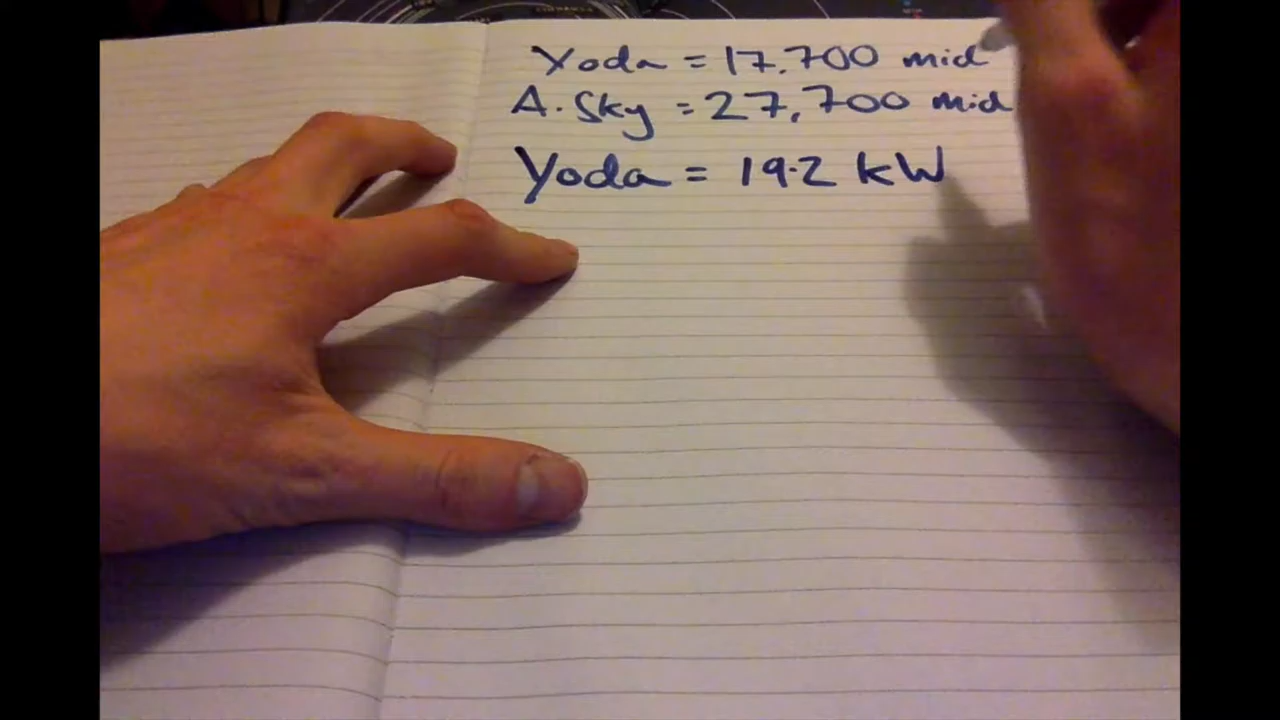 Yoda = 17.700 mid
A. Sky = 27,700 mid
Yoda = 19.2 kW